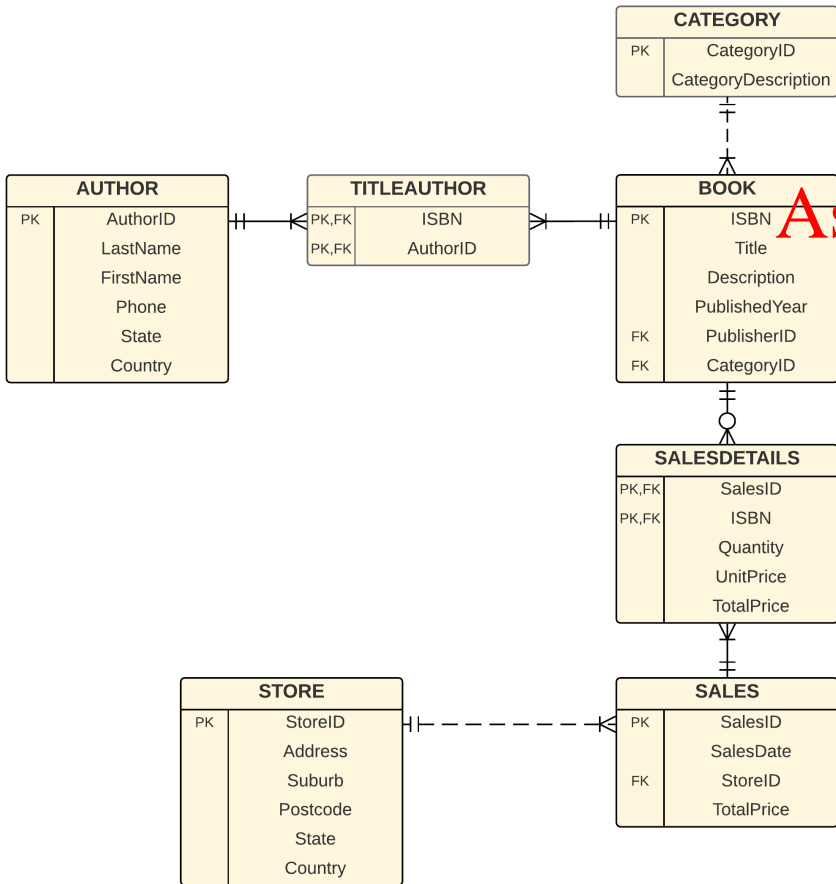 CATEGORY
PK CategoryID
CategoryDescription
AUTHOR
PK AuthorID
LastName
FirstName
Phone
State
Country
TITLEAUTHOR
PK,FK ISBN
PK,FK AuthorID
BOOK
PK ISBN
Title
Description
PublishedYear
FK PublisherID
FK CategoryID
As
SALESDETAILS
PK,FK SalesID
PK,FK ISBN
Quantity
UnitPrice
TotalPrice
STORE
PK StoreID
Address
Suburb
Postcode
State
Country
SALES
PK SalesID
SalesDate
FK StoreID
TotalPrice